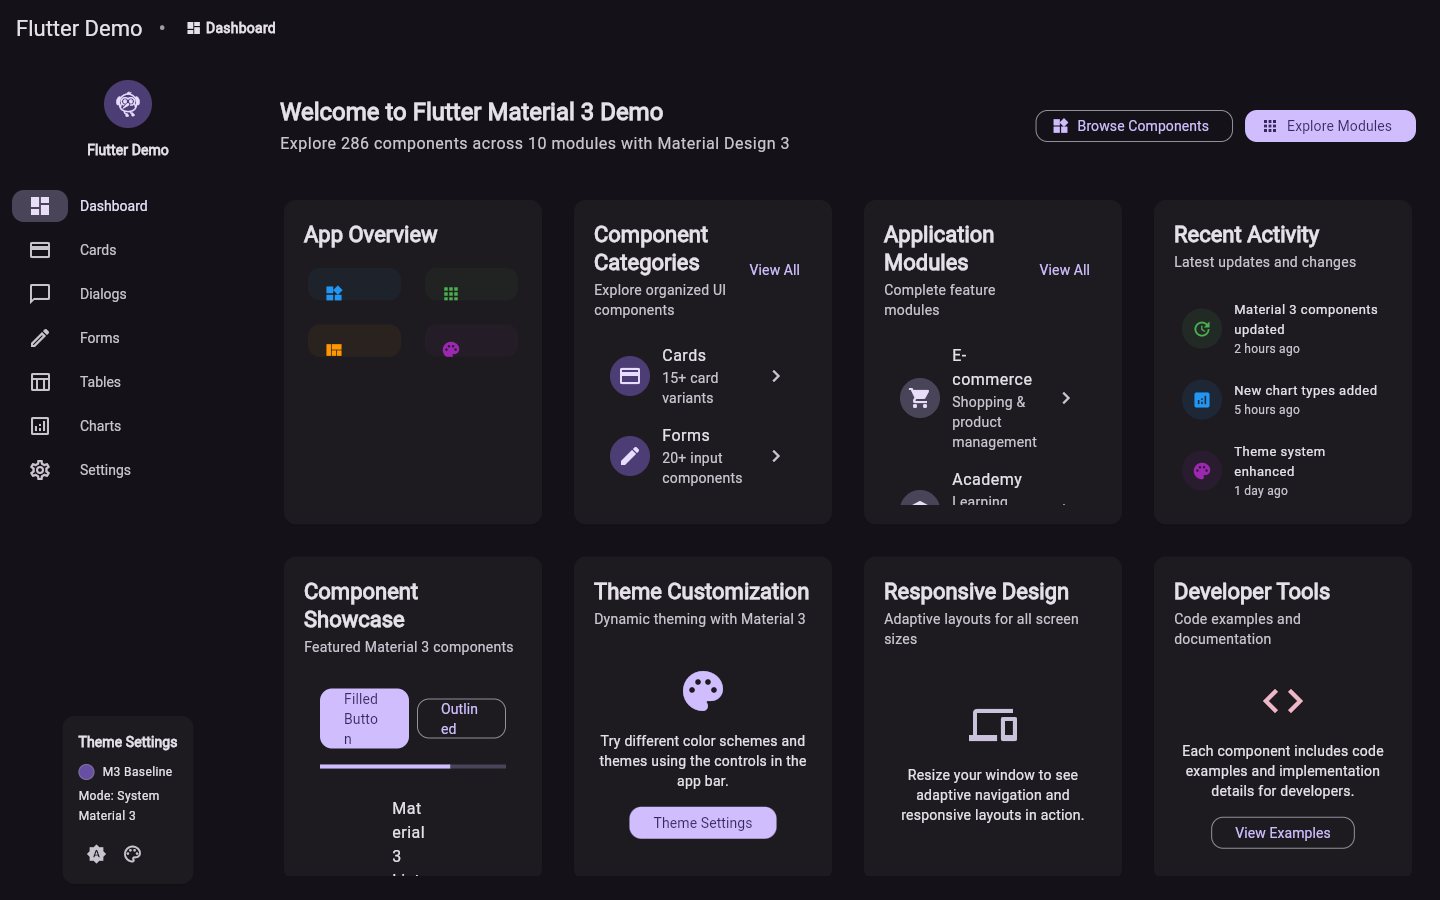 Flutter Demo • Dashboard
Flutter Demo
Dashboard
Cards
Dialogs
Forms
Tables
Charts
Settings
Theme Settings
M3 Baseline
Mode: System
Material 3
Welcome to Flutter Material 3 Demo
Explore 286 components across 10 modules with Material Design 3
Browse Components
Explore Modules
App Overview
Component
Categories
View All
Explore organized UI
components
Cards
15+ card
variants
Forms
20+ input
components
Application
Modules
View All
Complete feature
modules
E-
commerce
Shopping &
product
management
Academy
Learning
Recent Activity
Latest updates and changes
Material 3 components
updated
2 hours ago
New chart types added
5 hours ago
Theme system
enhanced
1 day ago
Component
Showcase
Featured Material 3 components
Filled
Butto
n
Outlin
ed
Mat
erial
3
Theme Customization
Dynamic theming with Material 3
Try different color schemes and
themes using the controls in the
app bar.
Theme Settings
Responsive Design
Adaptive layouts for all screen
sizes
Resize your window to see
adaptive navigation and
responsive layouts in action.
Developer Tools
Code examples and
documentation
Each component includes code
examples and implementation
details for developers.
View Examples